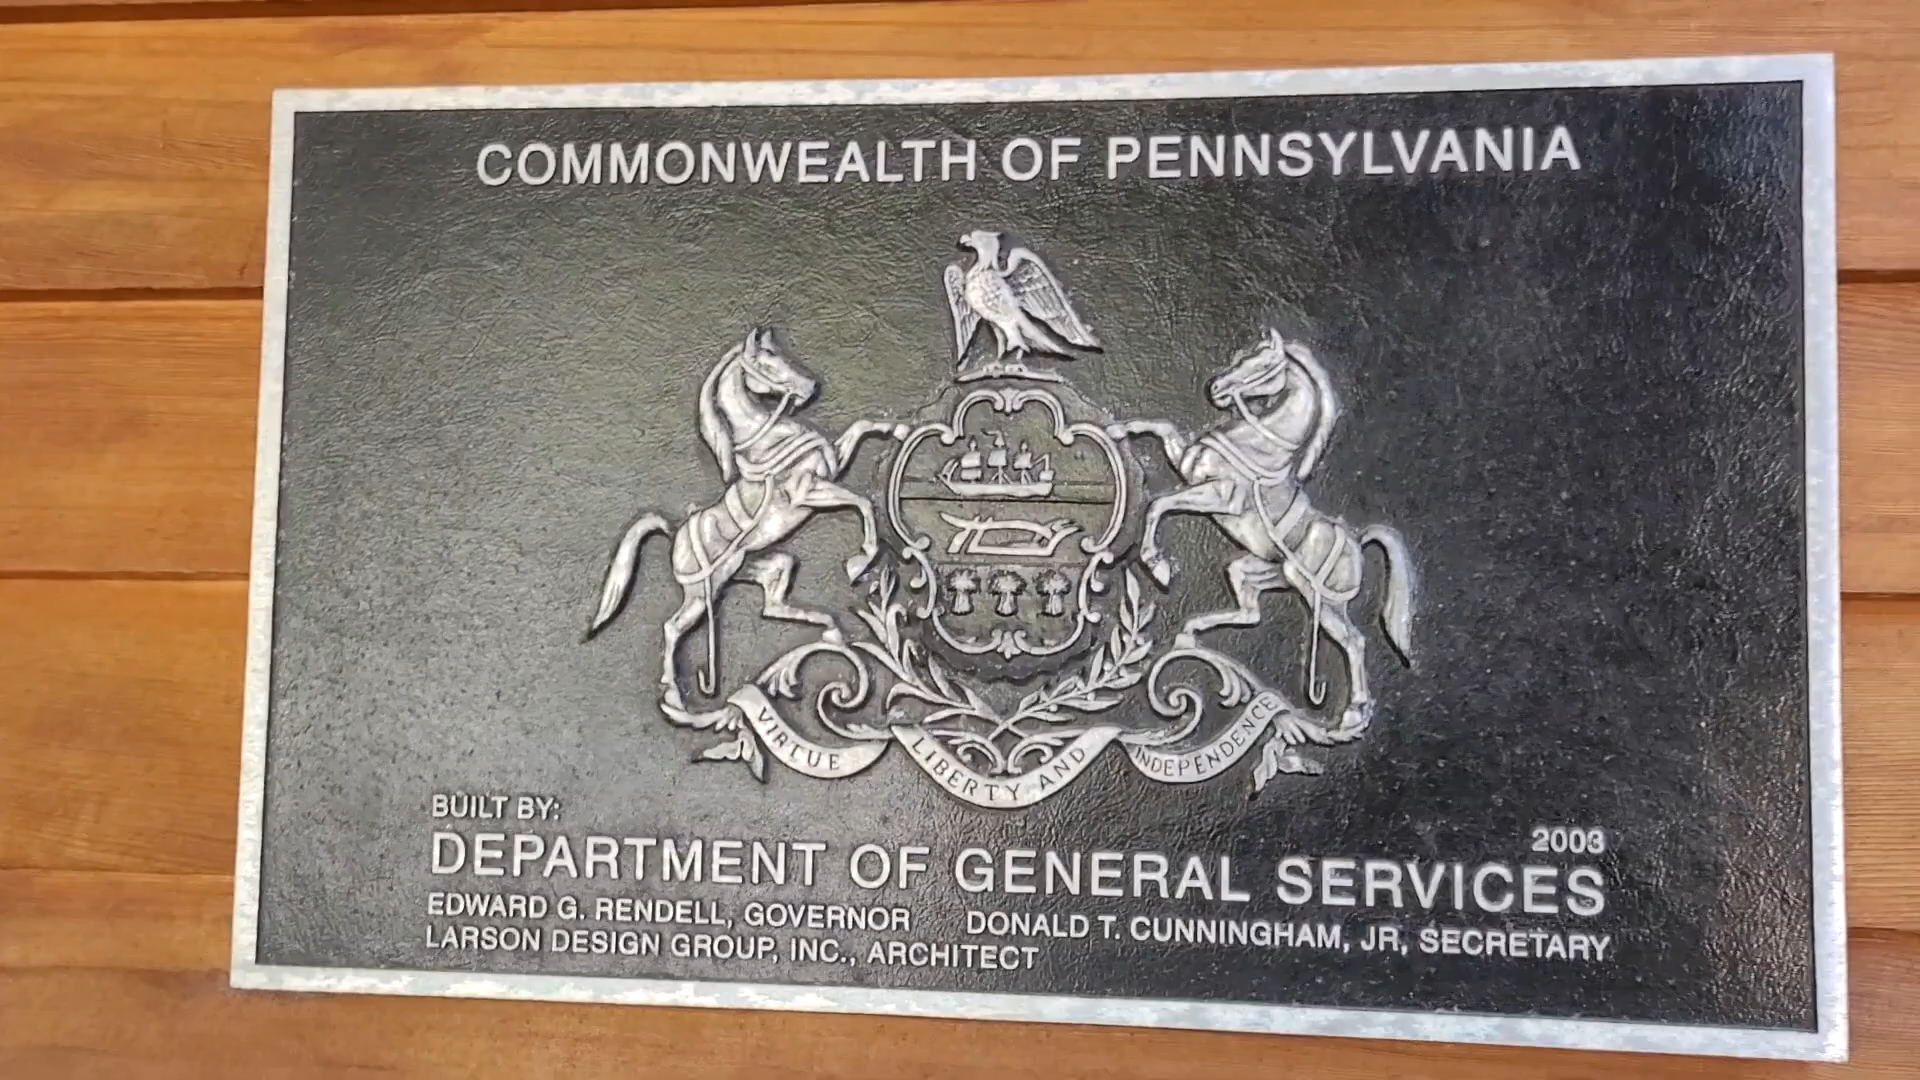 COMMONWEALTH OF PENNSYLVANIA
VIRTUE LIBERTY AND INDEPENDENCE
BUILT BY:
2003
DEPARTMENT OF GENERAL SERVICES
EDWARD G. RENDELL, GOVERNOR DONALD T. CUNNINGHAM, JR, SECRETARY
LARSON DESIGN GROUP, INC., ARCHITECT